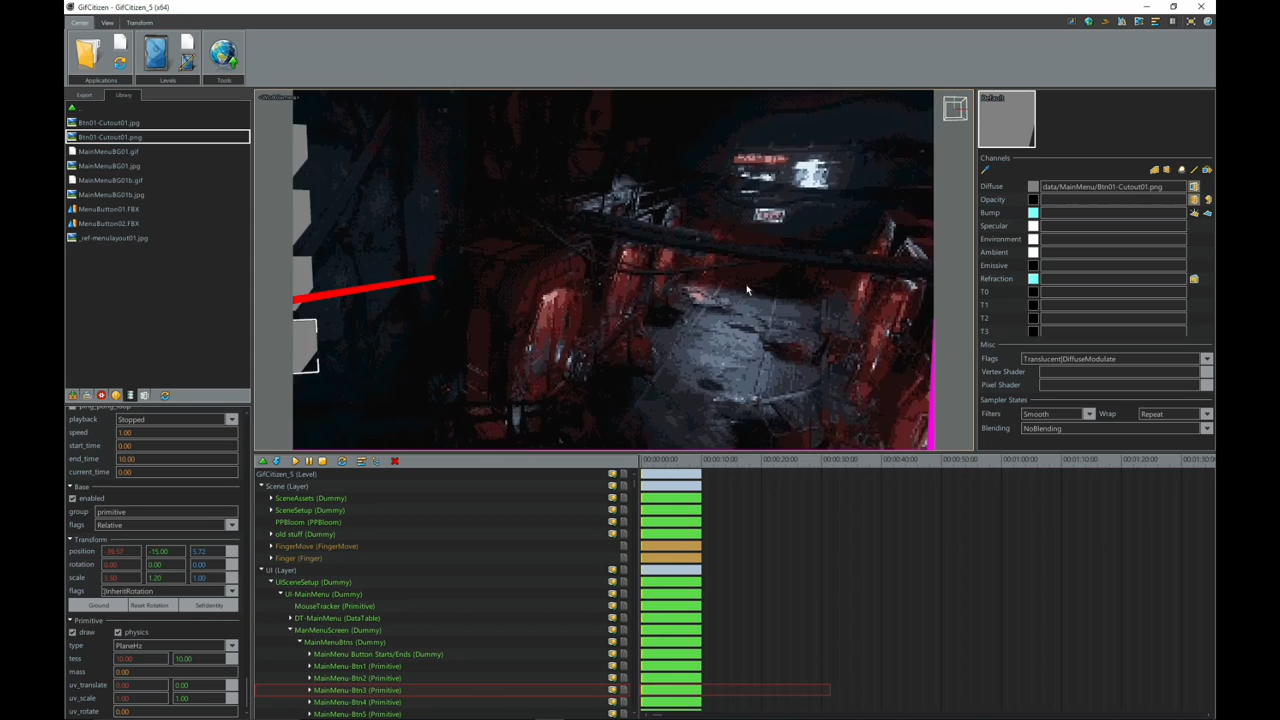 GifCitizen - GifCitizen_5 (x64)
Center View Transform
Applications Levels Tools
Export Library
..
Btn01-Cutout01.jpg
Btn01-Cutout01.png
MainMenuBG01.gif
MainMenuBG01.jpg
MainMenuBG01b.gif
MainMenuBG01b.jpg
MenuButton01.FBX
MenuButton02.FBX
_ref-menulayout01.jpg
Default
Channels
Diffuse data/MainMenu/Btn01-Cutout01.png
Opacity
Bump
Specular
Environment
Ambient
Emissive
Refraction
T0
T1
T2
T3
Misc
Flags Translucent|DiffuseModulate
Vertex Shader
Pixel Shader
Sampler States
Filters Smooth Wrap Repeat
Blending NoBlending
ping_pong_loop
playback Stopped
speed 1.00
start_time 0.00
end_time 10.00
current_time 0.00
Base
enabled
group primitive
flags Relative
Transform
position -39.57 -15.00 5.72
rotation 0.00 0.00 0.00
scale 3.50 1.20 1.00
flags InheritRotation
Ground Reset Rotation SetIdentity
Primitive
draw physics
type PlaneHz
tess 10.00 10.00
mass 0.00
uv_translate 0.00 0.00
uv_scale 1.00 1.00
uv_rotate 0.00
00:00:00:00 00:00:10:00 00:00:20:00 00:00:30:00 00:00:40:00 00:00:50:00 00:01:00:00 00:01:10:00 00:01:20:00 00:01:30:00
GifCitizen_5 (Level)
Scene (Layer)
SceneAssets (Dummy)
SceneSetup (Dummy)
PPBloom (PPBloom)
old stuff (Dummy)
FingerMove (FingerMove)
Finger (Finger)
UI (Layer)
UISceneSetup (Dummy)
UI-MainMenu (Dummy)
MouseTracker (Primitive)
DT-MainMenu (DataTable)
ManMenuScreen (Dummy)
MainMenuBtns (Dummy)
MainMenu Button Starts/Ends (Dummy)
MainMenu-Btn1 (Primitive)
MainMenu-Btn2 (Primitive)
MainMenu-Btn3 (Primitive)
MainMenu-Btn4 (Primitive)
MainMenu-Btn5 (Primitive)